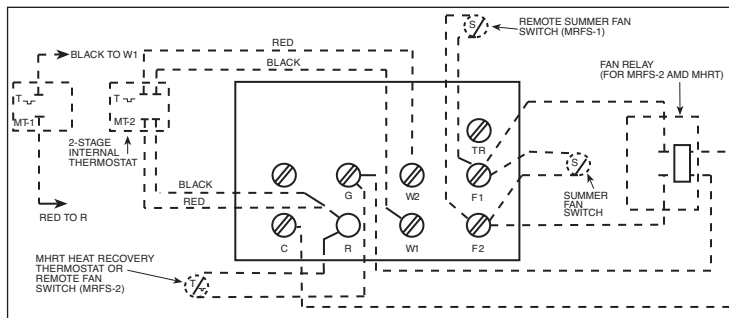 REMOTE SUMMER FAN
SWITCH (MRFS-1)
S
RED
BLACK
BLACK TO W1
FAN RELAY
(FOR MRFS-2 AMD MHRT)
T
MT-1
T
MT-2
2-STAGE
INTERNAL
THERMOSTAT
TR
S
SUMMER
FAN
SWITCH
BLACK
RED
G
W2
F1
RED TO R
C
R
W1
F2
MHRT HEAT RECOVERY
THERMOSTAT OR
REMOTE FAN
SWITCH (MRFS-2)
T